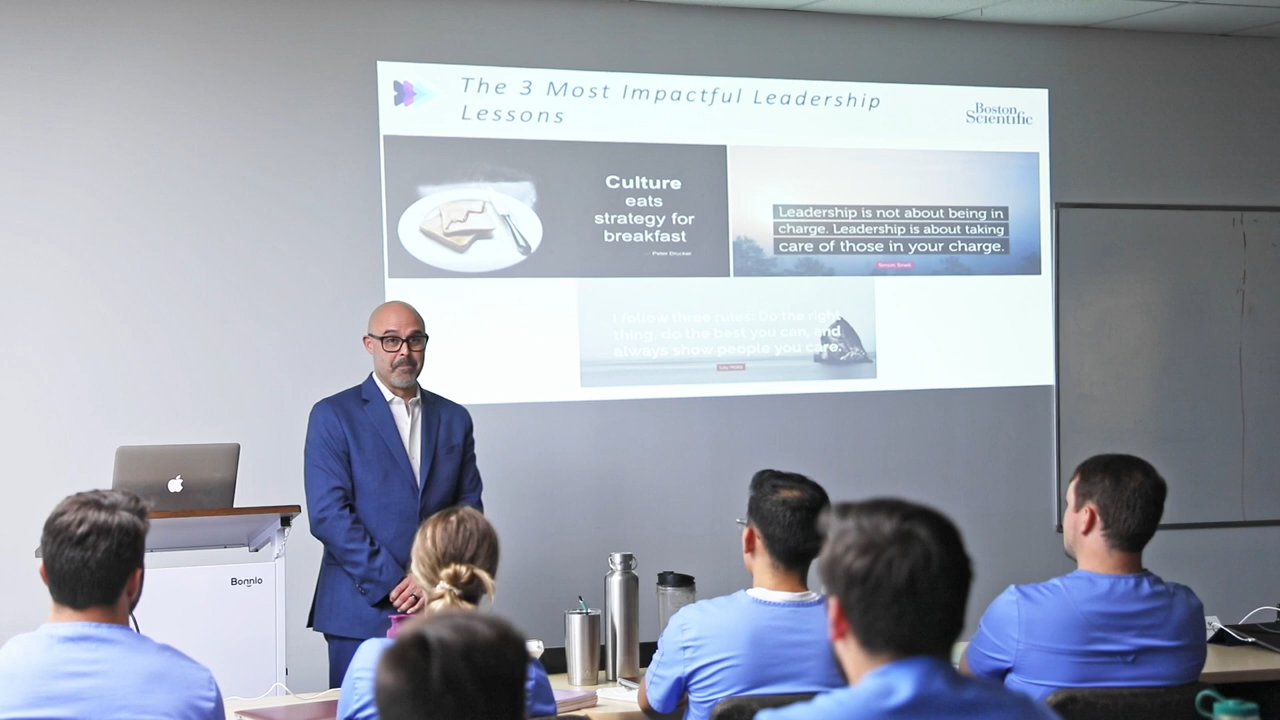 The 3 Most Impactful Leadership
Lessons
Boston
Scientific
Culture
eats
strategy for
breakfast
Peter Drucker
Leadership is not about being in
charge. Leadership is about taking
care of those in your charge.
Simon Sinek
I follow three rules: Do the right
thing, do the best you can, and
always show people you care.
Lou Holtz
Bonnlo